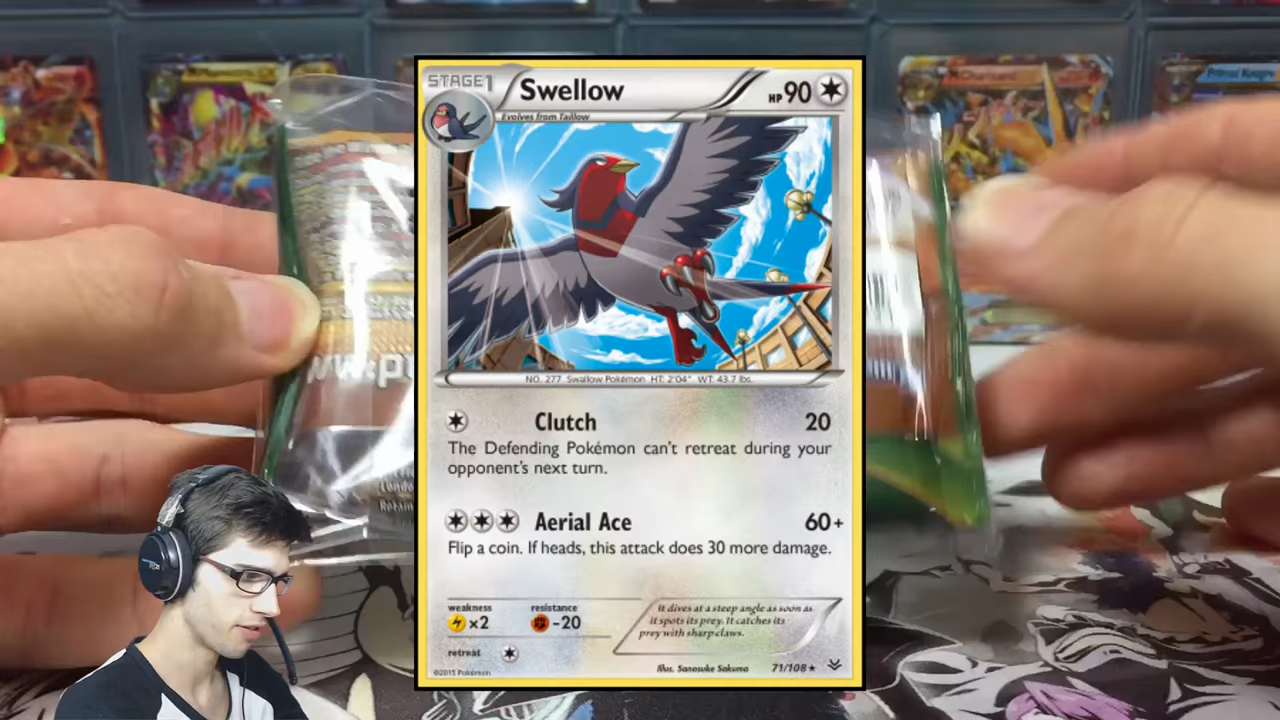 STAGE1
Swellow
HP 90
Evolves from Taillow
NO. 277 Swallow Pokémon HT: 2'04" WT: 43.7 lbs.
Clutch 20
The Defending Pokémon can't retreat during your
opponent's next turn.
Aerial Ace 60+
Flip a coin. If heads, this attack does 30 more damage.
weakness
×2
resistance
-20
retreat
It dives at a steep angle as soon as
it spots its prey. It catches its
prey with sharp claws.
Illus. Sanosuke Sakuma 71/108 ★
©2015 Pokémon